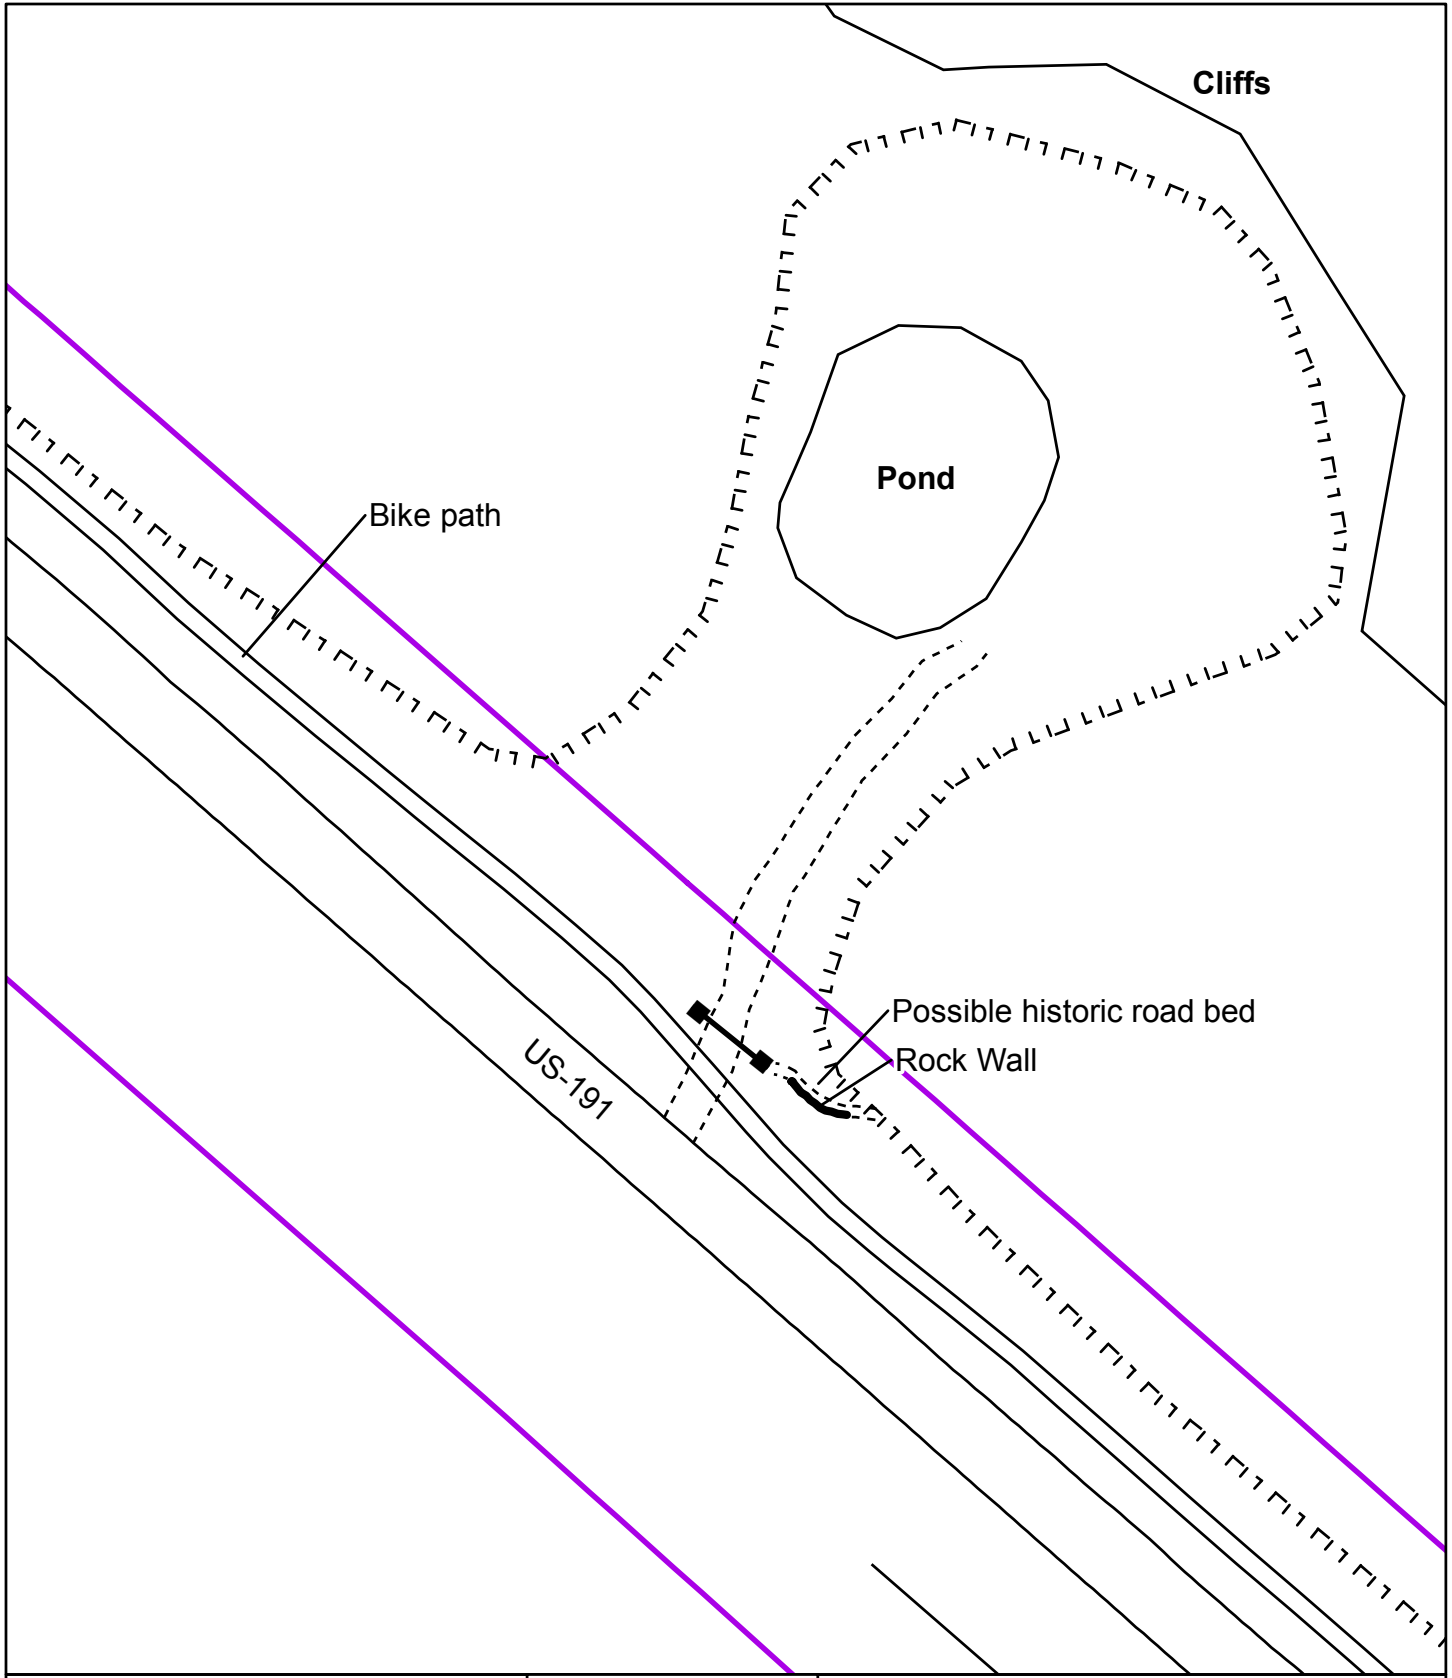 Cliffs
Pond
Bike path
Possible historic road bed
Rock Wall
US-191